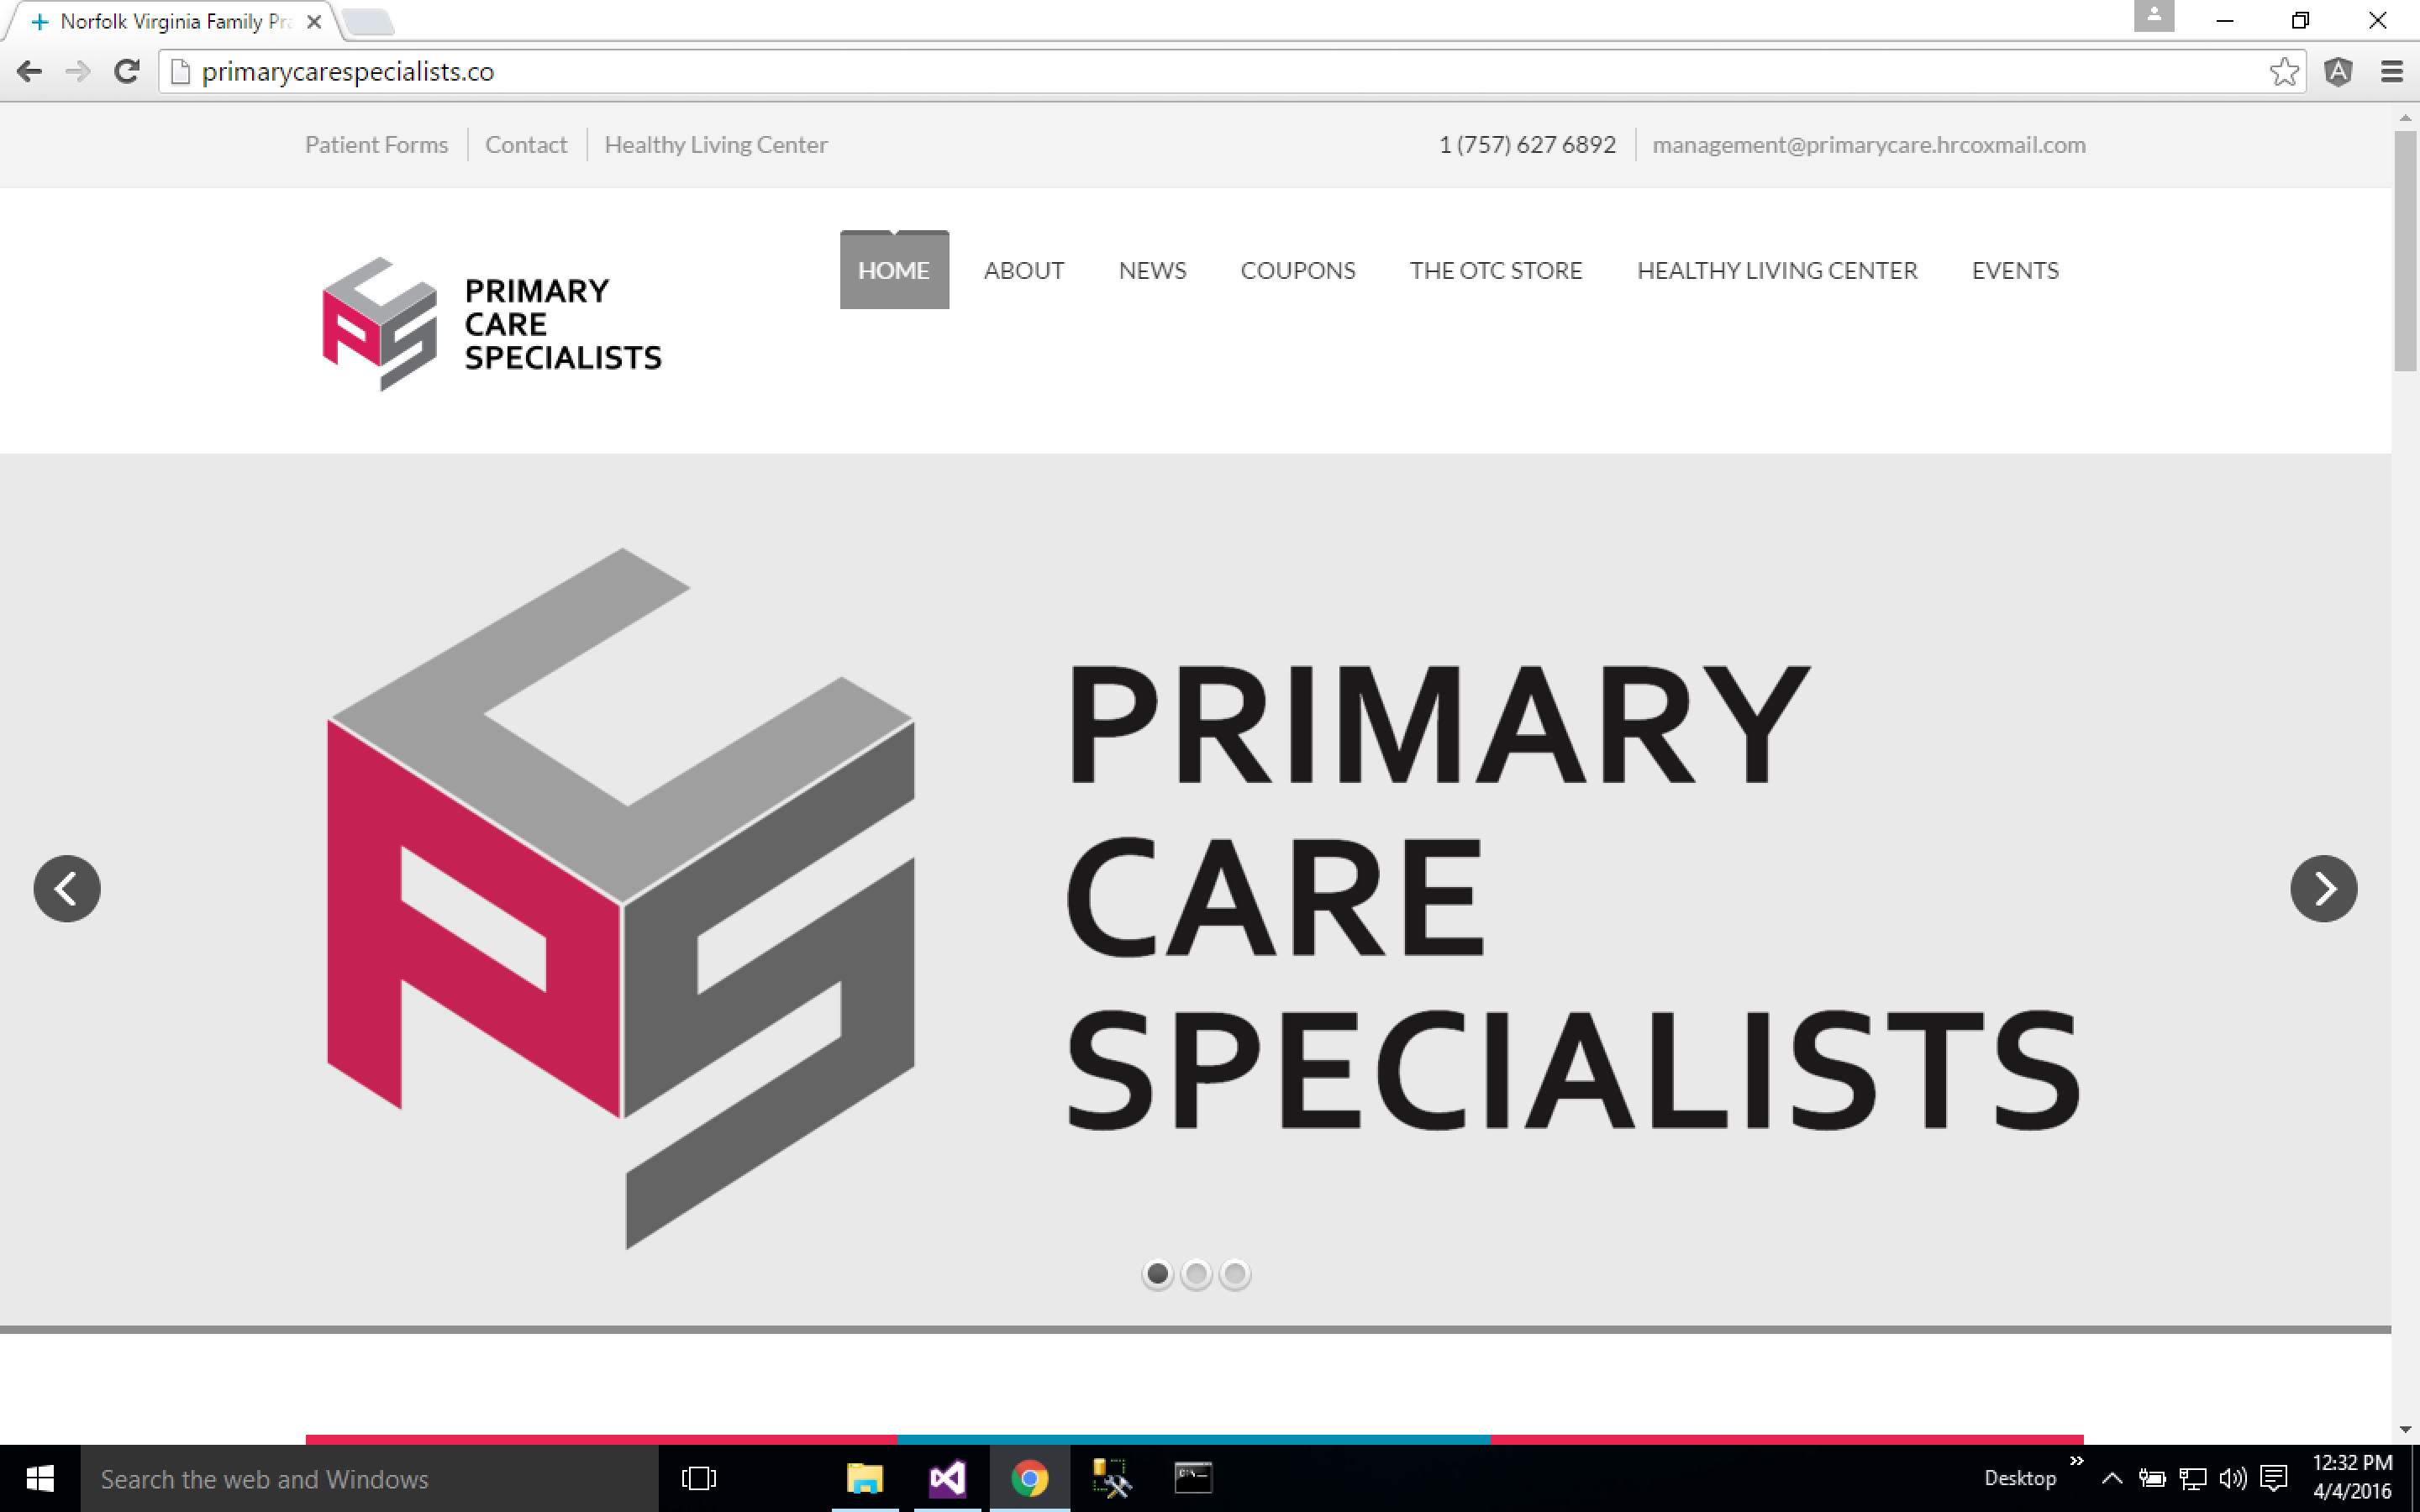 Norfolk Virginia Family Pra
primarycarespecialists.co
Patient Forms
Contact
Healthy Living Center
1 (757) 627 6892
management@primarycare.hrcoxmail.com
PRIMARY
CARE
SPECIALISTS
HOME
ABOUT
NEWS
COUPONS
THE OTC STORE
HEALTHY LIVING CENTER
EVENTS
PRIMARY
CARE
SPECIALISTS
Search the web and Windows
Desktop
12:32 PM
4/4/2016